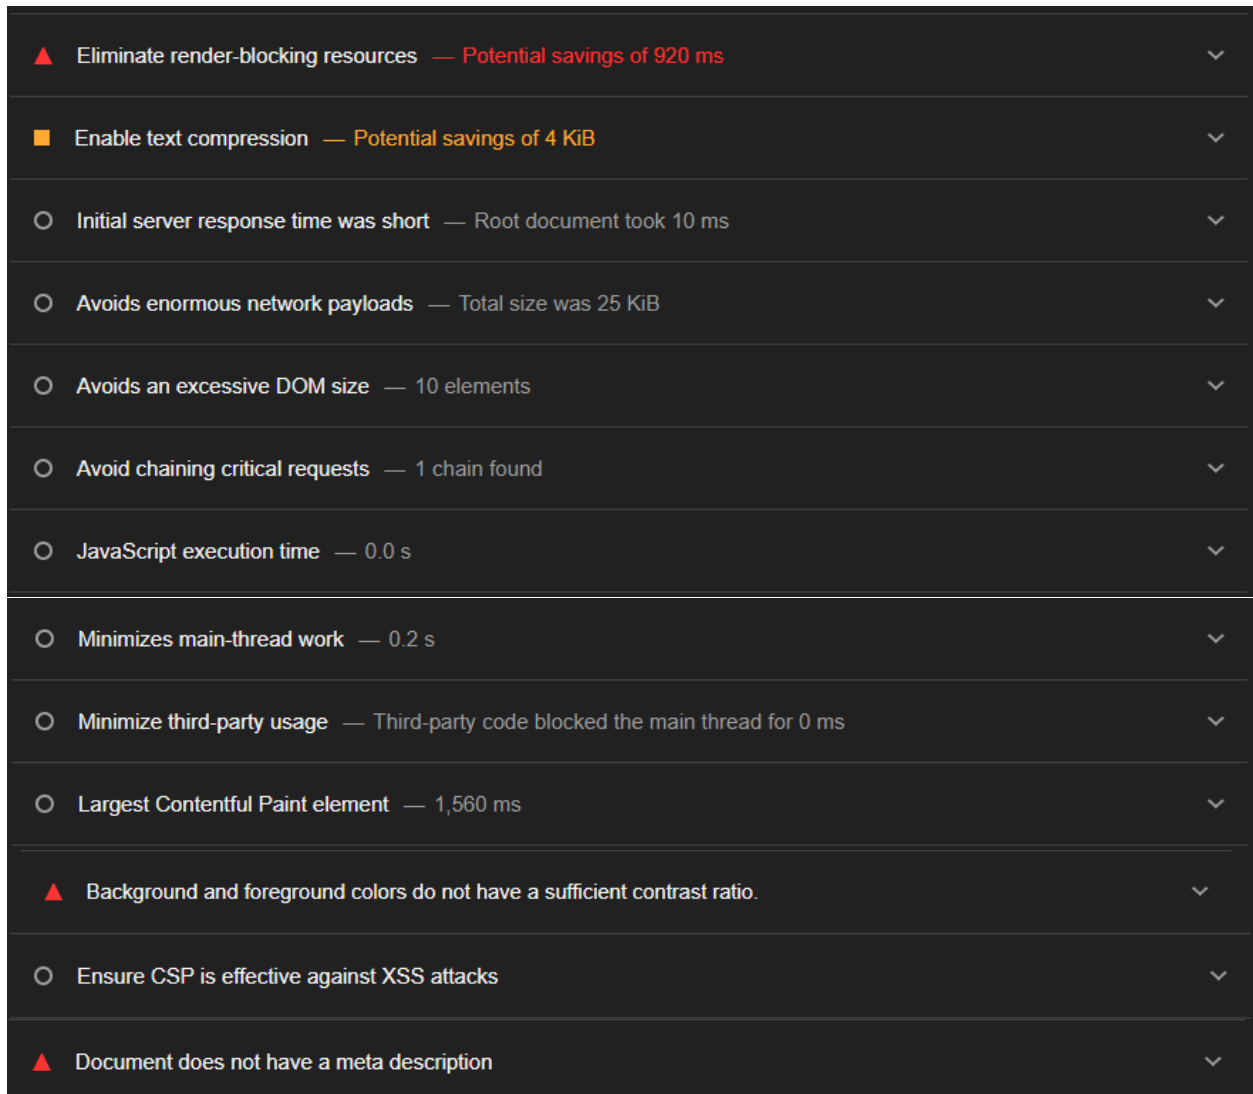 Eliminate render-blocking resources — Potential savings of 920 ms
Enable text compression — Potential savings of 4 KiB
Initial server response time was short — Root document took 10 ms
Avoids enormous network payloads — Total size was 25 KiB
Avoids an excessive DOM size — 10 elements
Avoid chaining critical requests — 1 chain found
JavaScript execution time — 0.0 s
Minimizes main-thread work — 0.2 s
Minimize third-party usage — Third-party code blocked the main thread for 0 ms
Largest Contentful Paint element — 1,560 ms
Background and foreground colors do not have a sufficient contrast ratio.
Ensure CSP is effective against XSS attacks
Document does not have a meta description